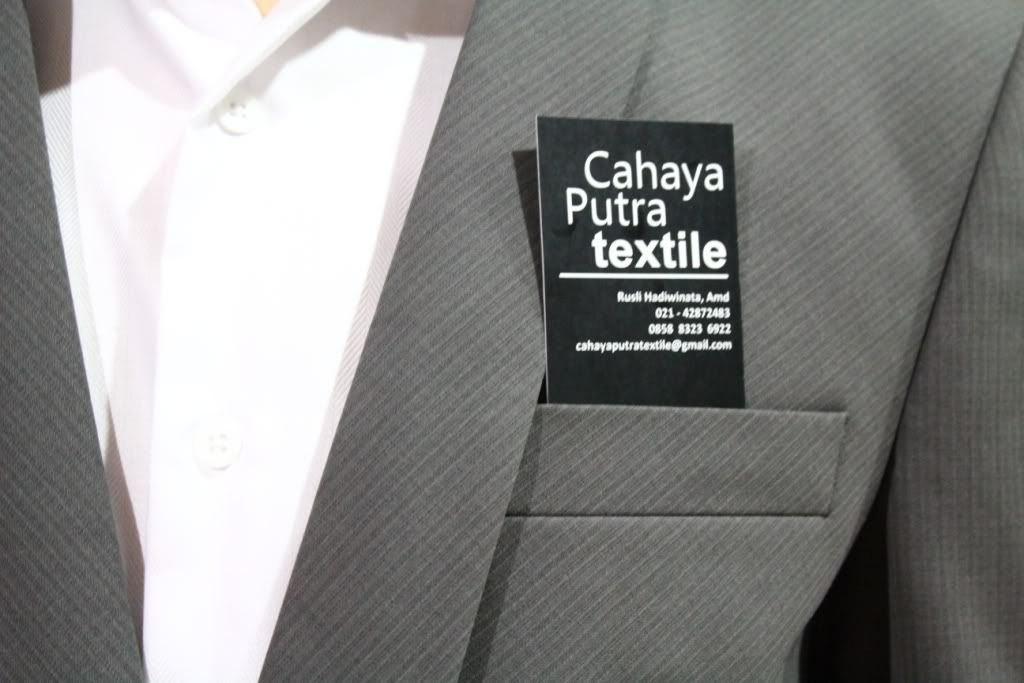 Cahaya
Putra
textile
Rusli Hadiwinata, Amd
021 - 42872483
0858 8323 6922
cahayaputratextile@gmail.com